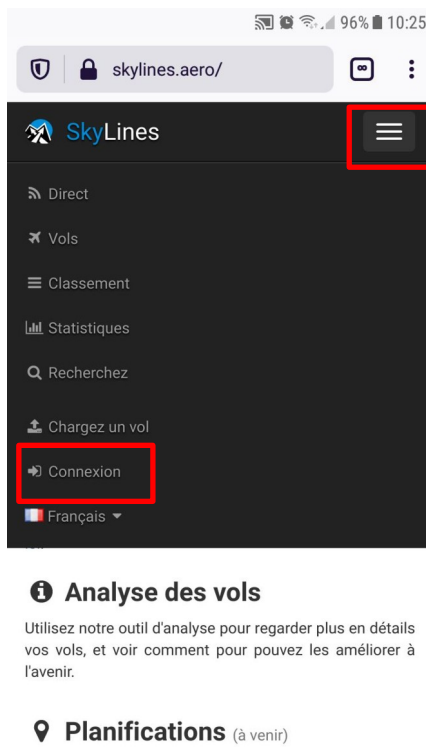 96% 10:25
skylines.aero/
SkyLines
Direct
Vols
Classement
Statistiques
Recherchez
Chargez un vol
Connexion
Français
Analyse des vols
Utilisez notre outil d'analyse pour regarder plus en détails
vos vols, et voir comment pour pouvez les améliorer à
l'avenir.
Planifications (à venir)